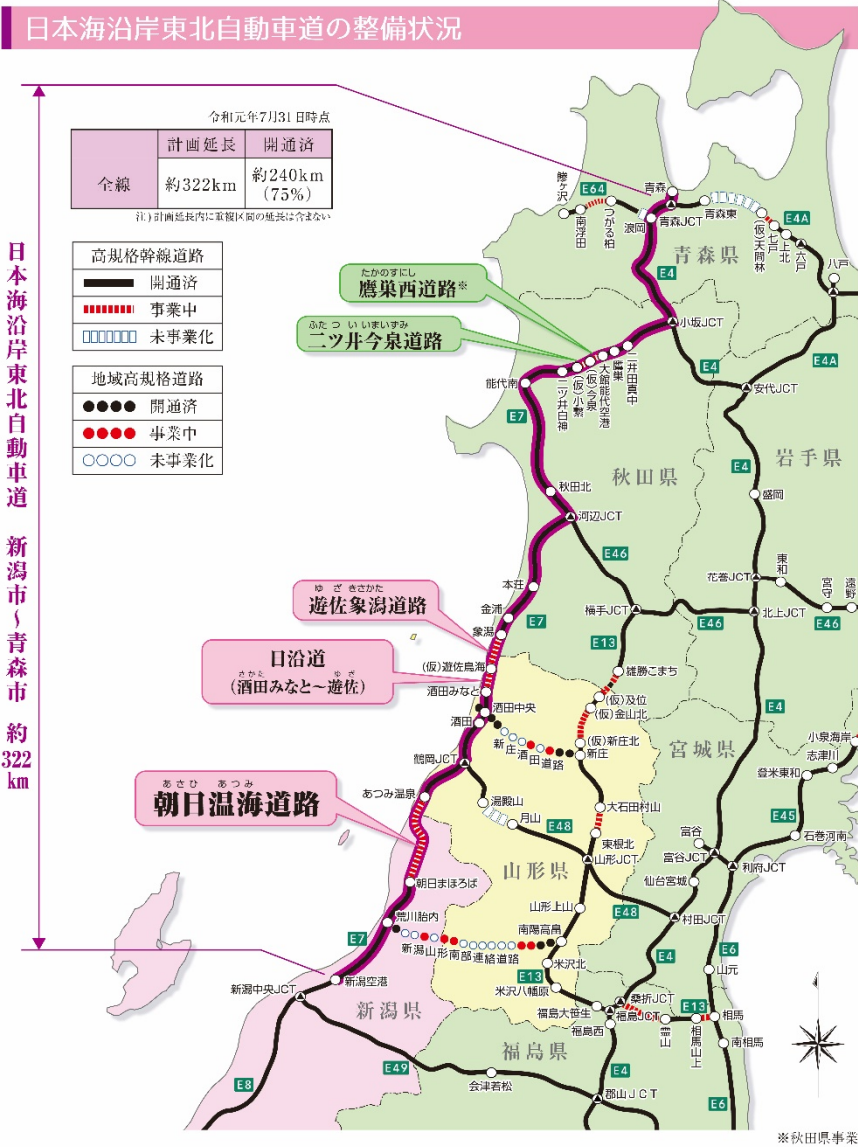 日本海沿岸東北自動車道の整備状況
令和元年7月31日時点
計画延長 開通済
全線 約322km 約240km
(75%)
注)計画延長内に重複区間の延長は含まない
高規格幹線道路
開通済
事業中
未事業化
地域高規格道路
開通済
事業中
未事業化
日本海沿岸東北自動車道 新潟市~青森市 約322km
たかのすにし
鷹巣西道路※
ふたついいまいずみ
二ツ井今泉道路
ゆざきさかた
遊佐象潟道路
日沿道
さかた ゆざ
(酒田みなと~遊佐)
あさひ あつみ
朝日温海道路
鰺ヶ沢
E64
南浮田
つがる柏
浪岡
青森
青森JCT
青森東
(仮)天間林
七戸
上北
六戸
E4A
八戸
青森県
E4
小坂JCT
E4
E4A
安代JCT
二井田真中
鷹巣
大館能代空港
(仮)今泉
(仮)小繋
二ツ井白神
能代南
E7
E4
岩手県
秋田県
盛岡
秋田北
河辺JCT
E46
花巻JCT
東和
宮守
遠野
本荘
横手JCT
北上JCT
E46
E46
金浦
E7
象潟
E13
(仮)遊佐鳥海
雄勝こまち
酒田みなと
(仮)及位
(仮)金山北
酒田中央
酒田
E4
新庄酒田道路
(仮)新庄北
新庄
宮城県
小泉海岸
志津川
登米東和
鶴岡JCT
あつみ温泉
湯殿山
月山
E48
大石田村山
東根北
E45
石巻河南
富谷
富谷JCT
利府JCT
山形県
山形JCT
仙台宮城
朝日まほろば
山形上山
E48
村田JCT
荒川胎内
E7
新潟山形南部連絡道路
南陽高畠
米沢北
E4
E6
山元
新潟空港
新潟中央JCT
E13
米沢八幡原
新潟県
福島大笹生
桑折JCT
福島JCT
福島西
E13
相馬
霊山
相馬山上
南相馬
福島県
E49
E8
会津若松
E4
郡山JCT
E6
※秋田県事業